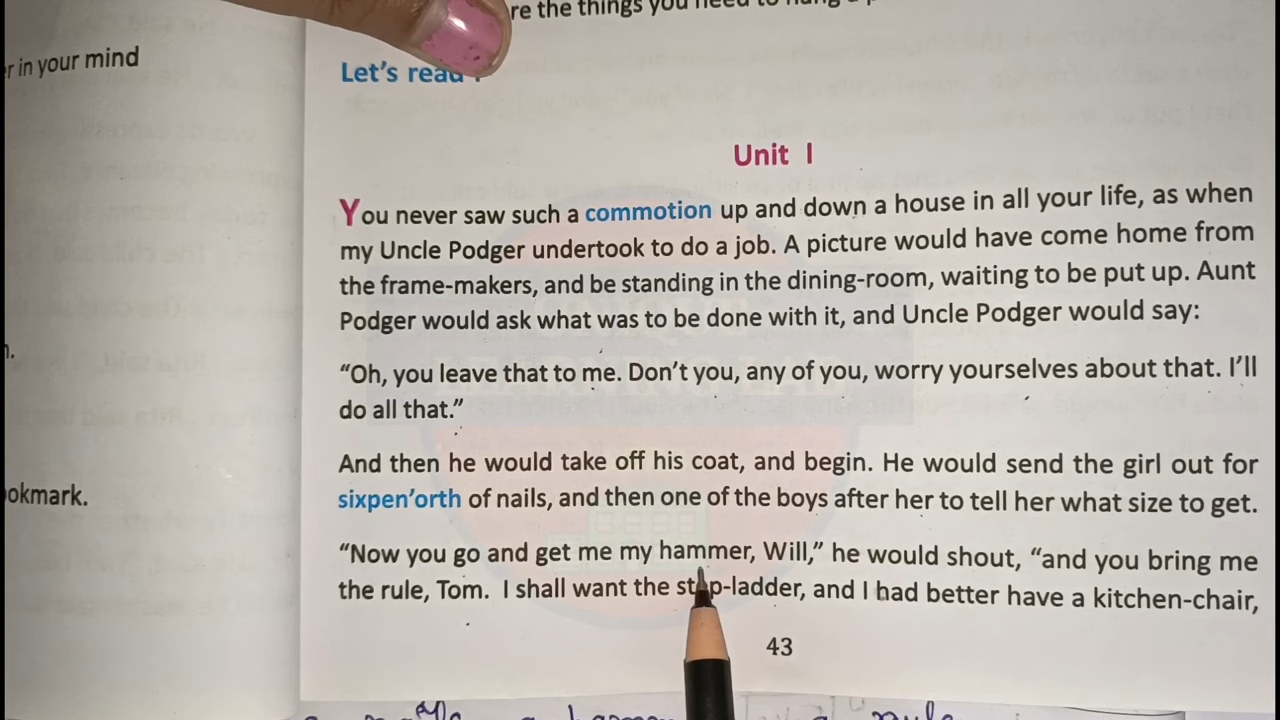 re the things you need to hang a p
r in your mind
Let's read
Unit I
You never saw such a commotion up and down a house in all your life, as when
my Uncle Podger undertook to do a job. A picture would have come home from
the frame-makers, and be standing in the dining-room, waiting to be put up. Aunt
Podger would ask what was to be done with it, and Uncle Podger would say:
“Oh, you leave that to me. Don’t you, any of you, worry yourselves about that. I’ll
do all that.”
And then he would take off his coat, and begin. He would send the girl out for
sixpen’orth of nails, and then one of the boys after her to tell her what size to get.
ookmark.
“Now you go and get me my hammer, Will,” he would shout, “and you bring me
the rule, Tom. I shall want the step-ladder, and I had better have a kitchen-chair,
43